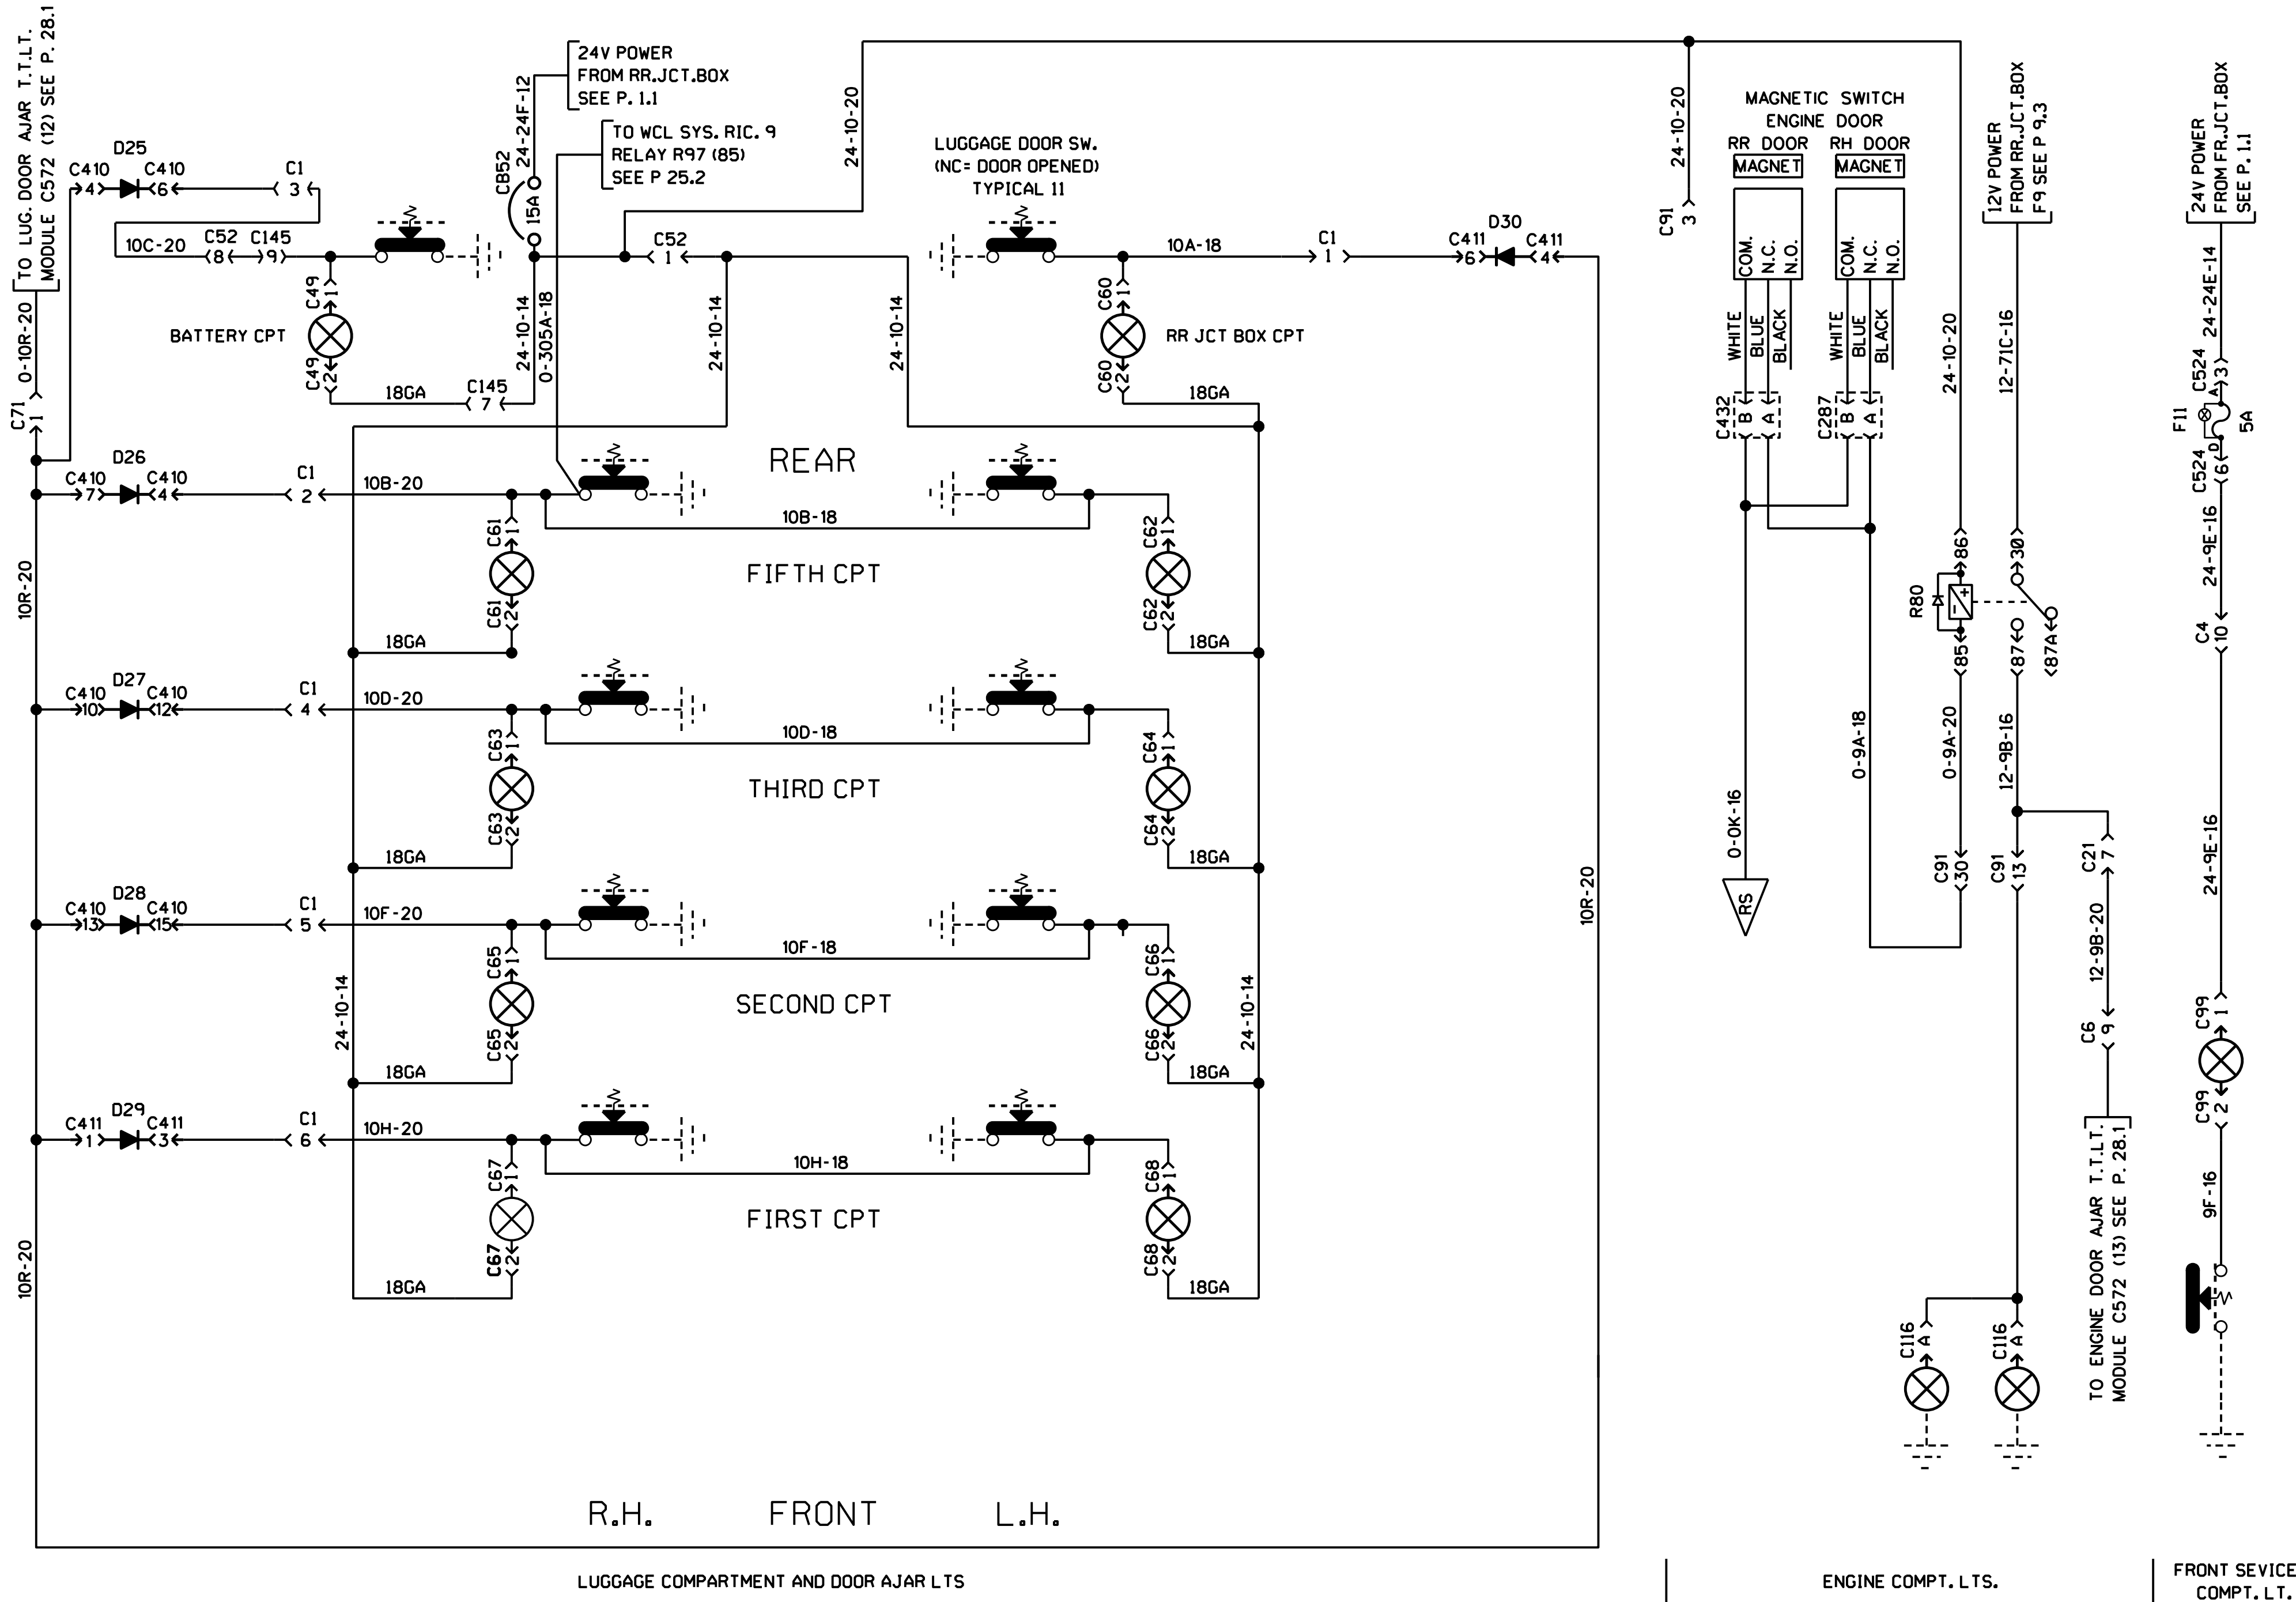 TO LUG. DOOR AJAR T.T.LT.
MODULE C572 (12) SEE P. 28.1
0-10R-20
C71
1
10R-20
10R-20
D25
C410
4
C410
6
C1
3
10C-20
C52
8
C145
9
C49
1
BATTERY CPT
C49
2
18GA
C145
7
24V POWER
FROM RR.JCT.BOX
SEE P. 1.1
24-24F-12
CB52
15A
TO WCL SYS. RIC. 9
RELAY R97 (85)
SEE P 25.2
C52
1
24-10-14
0-305A-18
24-10-14
24-10-14
24-10-20
LUGGAGE DOOR SW.
(NC= DOOR OPENED)
TYPICAL 11
10A-18
C1
1
D30
C411
6
C411
4
C60
1
RR JCT BOX CPT
C60
2
18GA
REAR
D26
C410
7
C410
4
C1
2
10B-20
10B-18
C61
1
C61
2
18GA
FIFTH CPT
C62
1
C62
2
18GA
D27
C410
10
C410
12
C1
4
10D-20
10D-18
C63
1
C63
2
18GA
THIRD CPT
C64
1
C64
2
18GA
D28
C410
13
C410
15
C1
5
10F-20
10F-18
C65
1
C65
2
18GA
SECOND CPT
C66
1
C66
2
18GA
24-10-14
24-10-14
D29
C411
1
C411
3
C1
6
10H-20
10H-18
C67
1
C67
2
18GA
FIRST CPT
C68
1
C68
2
18GA
10R-20
R.H. FRONT L.H.
LUGGAGE COMPARTMENT AND DOOR AJAR LTS
24-10-20
C91
3
MAGNETIC SWITCH
ENGINE DOOR
RR DOOR
RH DOOR
MAGNET
MAGNET
COM.
N.C.
N.O.
COM.
N.C.
N.O.
WHITE
BLUE
BLACK
WHITE
BLUE
BLACK
C432
B
A
C287
B
A
0-0K-16
RS
0-9A-18
24-10-20
12V POWER
FROM RR.JCT.BOX
F9 SEE P 9.3
12-71C-16
86
30
R80
+
-
85
87
87A
0-9A-20
12-9B-16
C91
30
C91
13
C21
7
12-9B-20
C6
9
TO ENGINE DOOR AJAR T.T.LT.
MODULE C572 (13) SEE P. 28.1
C116
A
C116
A
ENGINE COMPT. LTS.
24V POWER
FROM FR.JCT.BOX
SEE P. 1.1
24-24E-14
C524
3
A
F11
5A
D
C524
6
24-9E-16
C4
10
24-9E-16
C99
1
C99
2
9F-16
FRONT SEVICE
COMPT. LT.